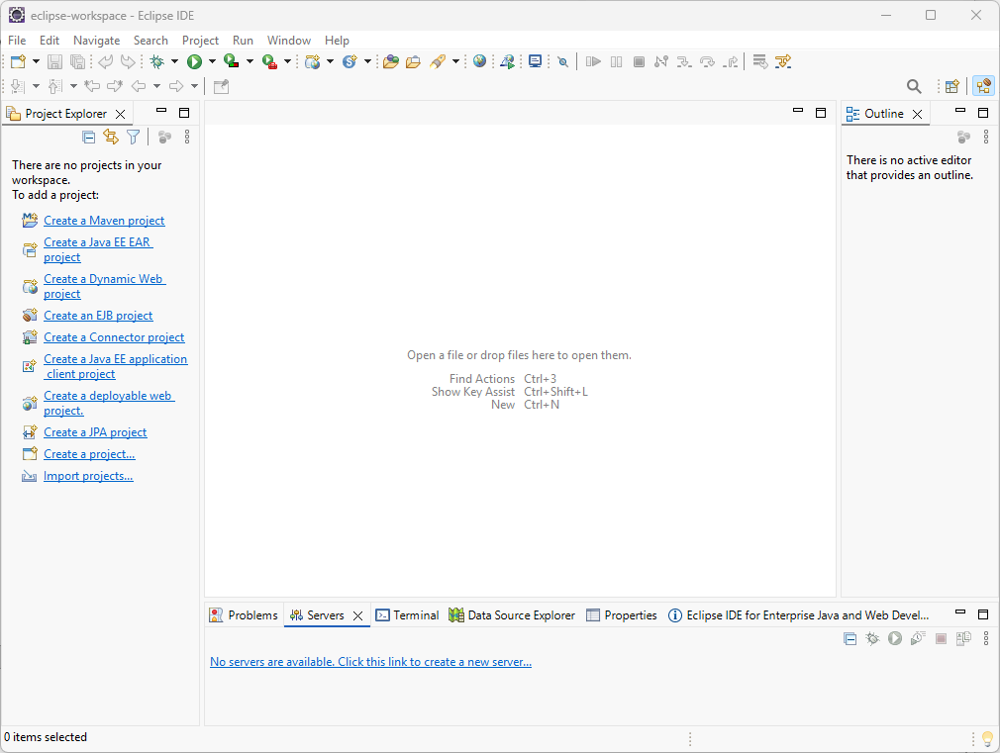 eclipse-workspace - Eclipse IDE
File Edit Navigate Search Project Run Window Help
Project Explorer
There are no projects in your
workspace.
To add a project:
Create a Maven project
Create a Java EE EAR
project
Create a Dynamic Web
project
Create an EJB project
Create a Connector project
Create a Java EE application
client project
Create a deployable web
project.
Create a JPA project
Create a project...
Import projects...
Open a file or drop files here to open them.
Find Actions Ctrl+3
Show Key Assist Ctrl+Shift+L
New Ctrl+N
Outline
There is no active editor
that provides an outline.
Problems Servers Terminal Data Source Explorer Properties Eclipse IDE for Enterprise Java and Web Devel...
No servers are available. Click this link to create a new server...
0 items selected